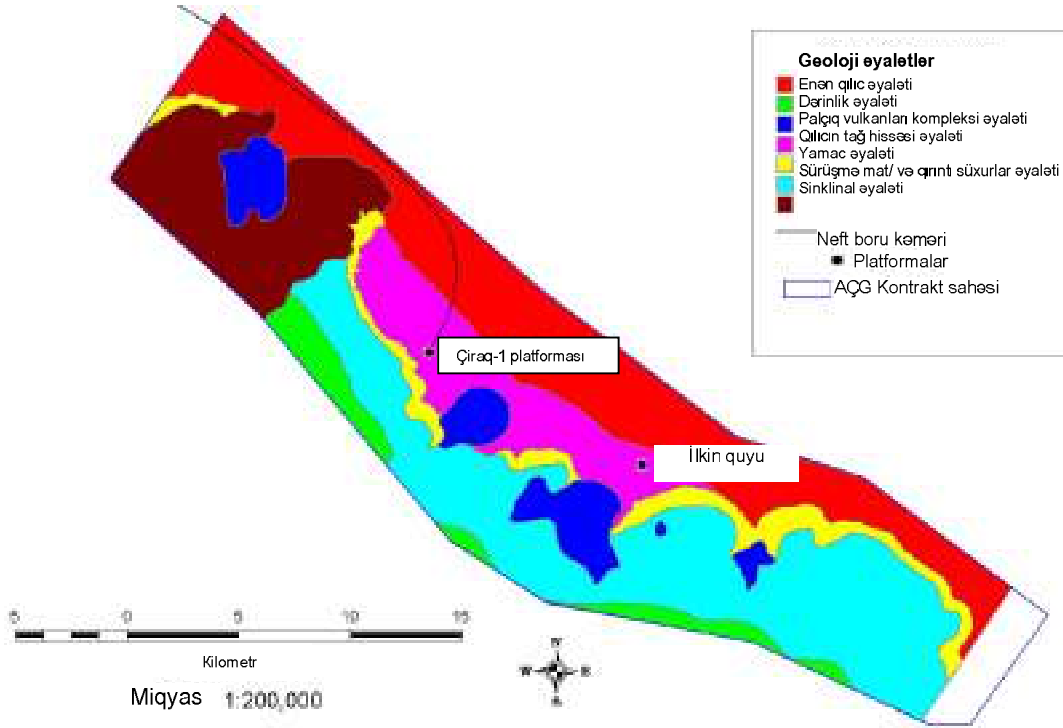 Geoloji əyalətlər
Enən qılıc əyaləti
Dərinlik əyaləti
Palçıq vulkanları kompleksi əyaləti
Qılıcın tağ hissəsi əyaləti
Yamac əyaləti
Sürüşmə mat/ və qırıntı süxurlar əyaləti
Sinklinal əyaləti
Neft boru kəməri
Platformalar
AÇG Kontrakt sahəsi
Çıraq-1 platforması
İlkin quyu
5 0 5 10 15
Kilometr
Miqyas 1:200,000
N
W E
S